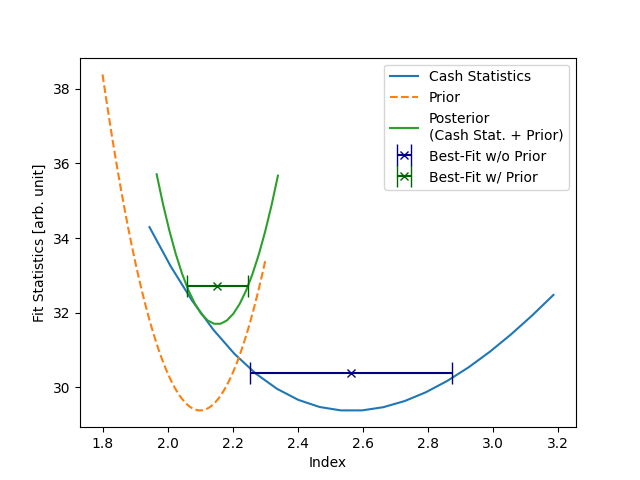 Cash Statistics
Prior
Posterior
(Cash Stat. + Prior)
Best-Fit w/o Prior
Best-Fit w/ Prior
Fit Statistics [arb. unit]
38
36
34
32
30
1.8 2.0 2.2 2.4 2.6 2.8 3.0 3.2
Index